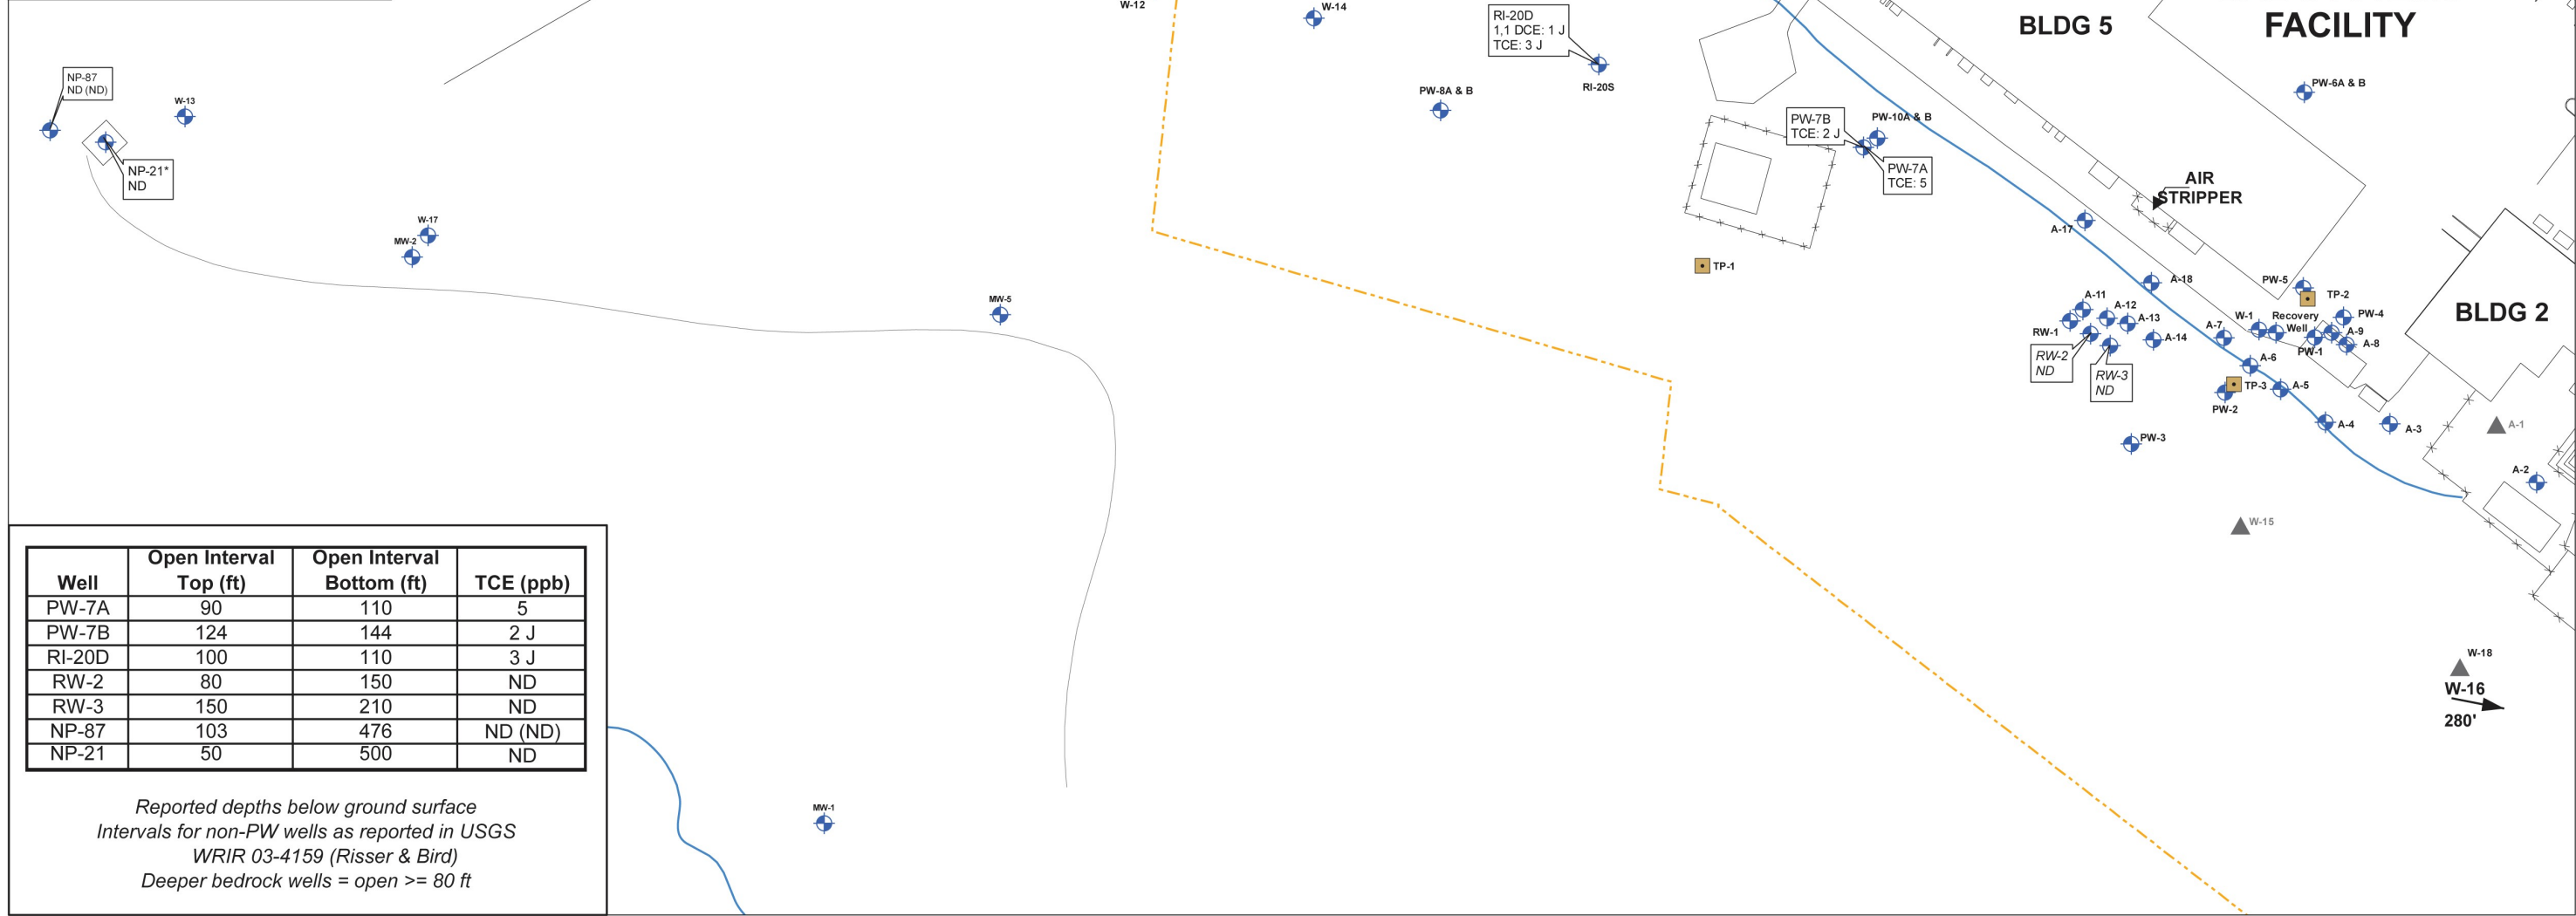 W-12
W-14
RI-20D
1,1 DCE: 1 J
TCE: 3 J
RI-20S
BLDG 5
FACILITY
NP-87
ND (ND)
W-13
NP-21*
ND
PW-8A & B
PW-6A & B
PW-7B
TCE: 2 J
PW-10A & B
PW-7A
TCE: 5
AIR
STRIPPER
W-17
MW-2
A-17
TP-1
MW-5
A-18
PW-5
TP-2
BLDG 2
A-11
A-12
A-13
A-14
RW-1
RW-2
ND
RW-3
ND
A-7
W-1
Recovery
Well
PW-4
A-9
A-8
PW-1
A-6
TP-3
A-5
PW-2
A-4
A-3
A-1
PW-3
A-2
W-15
W-18
W-16
280'
MW-1
Well Open Interval Top (ft) Open Interval Bottom (ft) TCE (ppb)
PW-7A 90 110 5
PW-7B 124 144 2 J
RI-20D 100 110 3 J
RW-2 80 150 ND
RW-3 150 210 ND
NP-87 103 476 ND (ND)
NP-21 50 500 ND
Reported depths below ground surface
Intervals for non-PW wells as reported in USGS
WRIR 03-4159 (Risser & Bird)
Deeper bedrock wells = open >= 80 ft